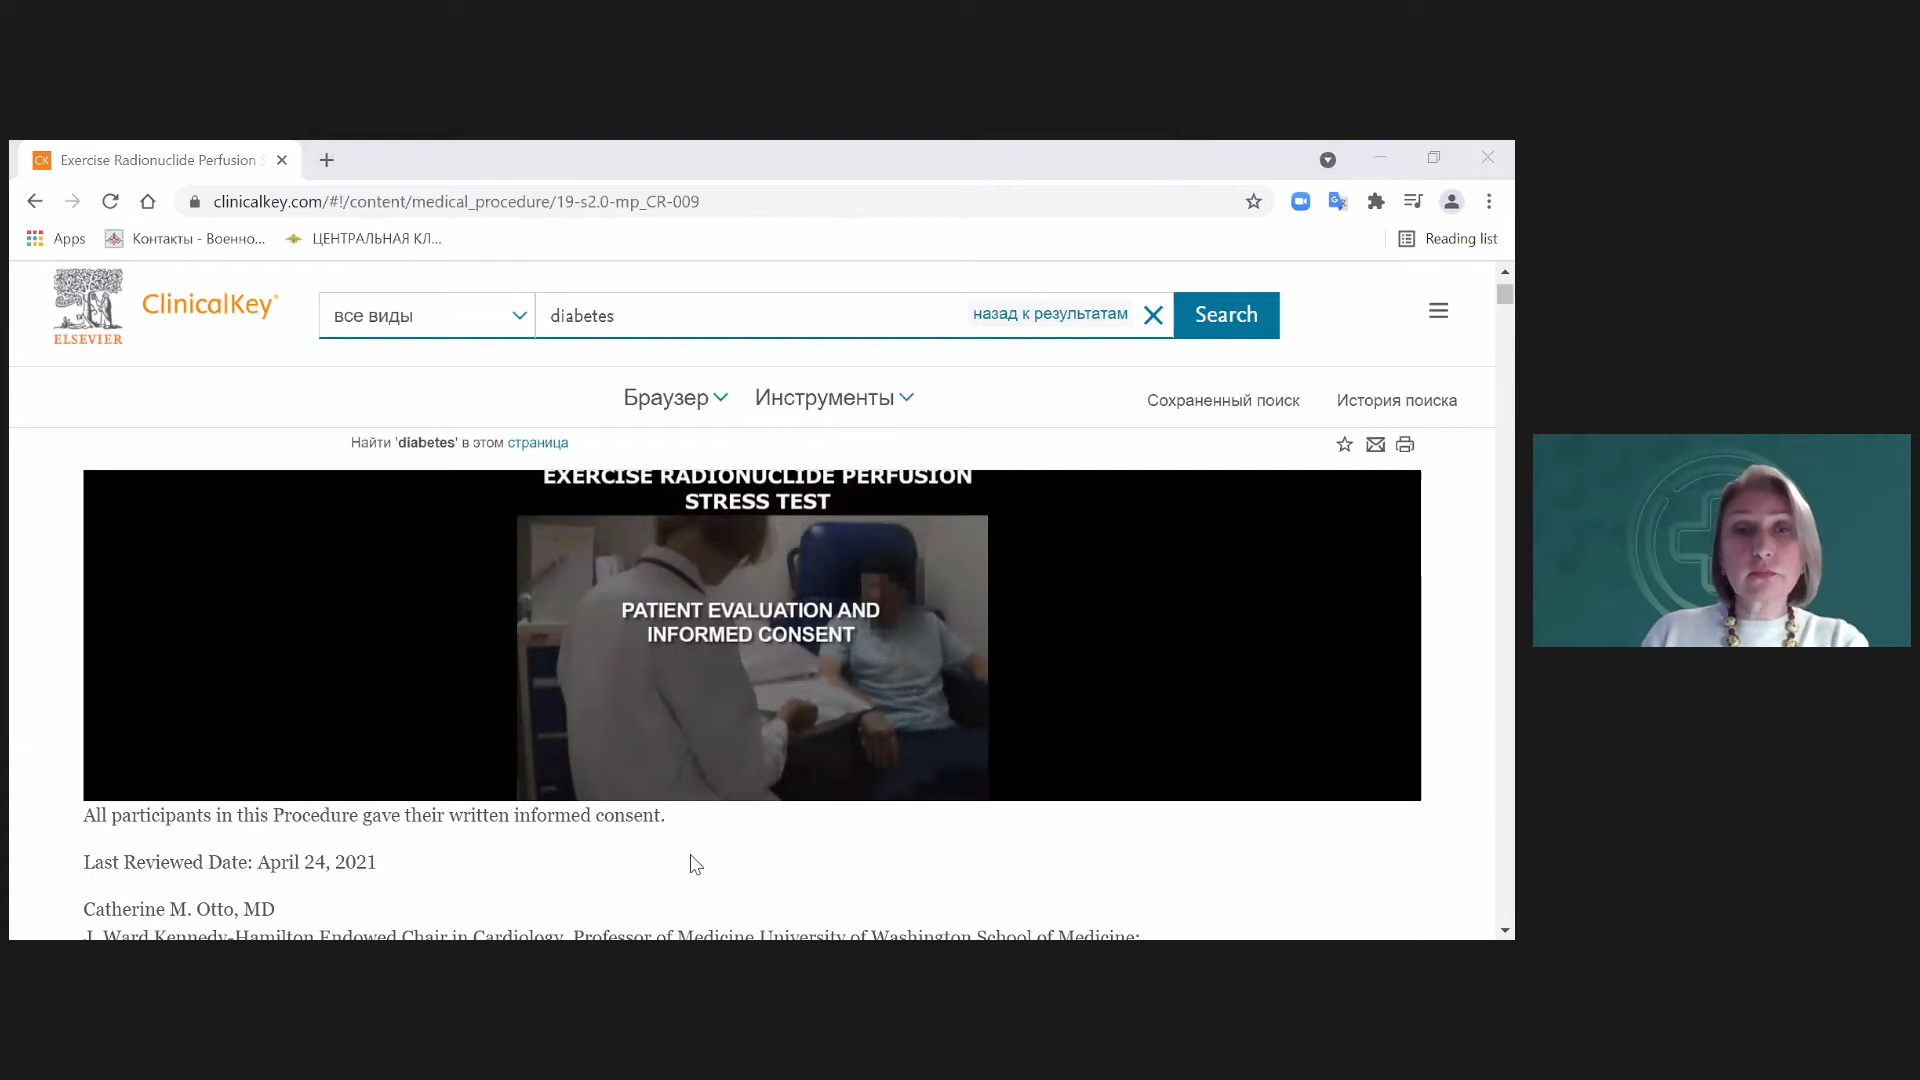 CK Exercise Radionuclide Perfusion
clinicalkey.com/#!/content/medical_procedure/19-s2.0-mp_CR-009
Apps Контакты - Военно... ЦЕНТРАЛЬНАЯ КЛ... Reading list
ELSEVIER
ClinicalKey®
все виды diabetes назад к результатам Search
Браузер Инструменты Сохраненный поиск История поиска
Найти 'diabetes' в этом страница
EXERCISE RADIONUCLIDE PERFUSION
STRESS TEST
PATIENT EVALUATION AND
INFORMED CONSENT
All participants in this Procedure gave their written informed consent.
Last Reviewed Date: April 24, 2021
Catherine M. Otto, MD
J. Ward Kennedy-Hamilton Endowed Chair in Cardiology, Professor of Medicine University of Washington School of Medicine;